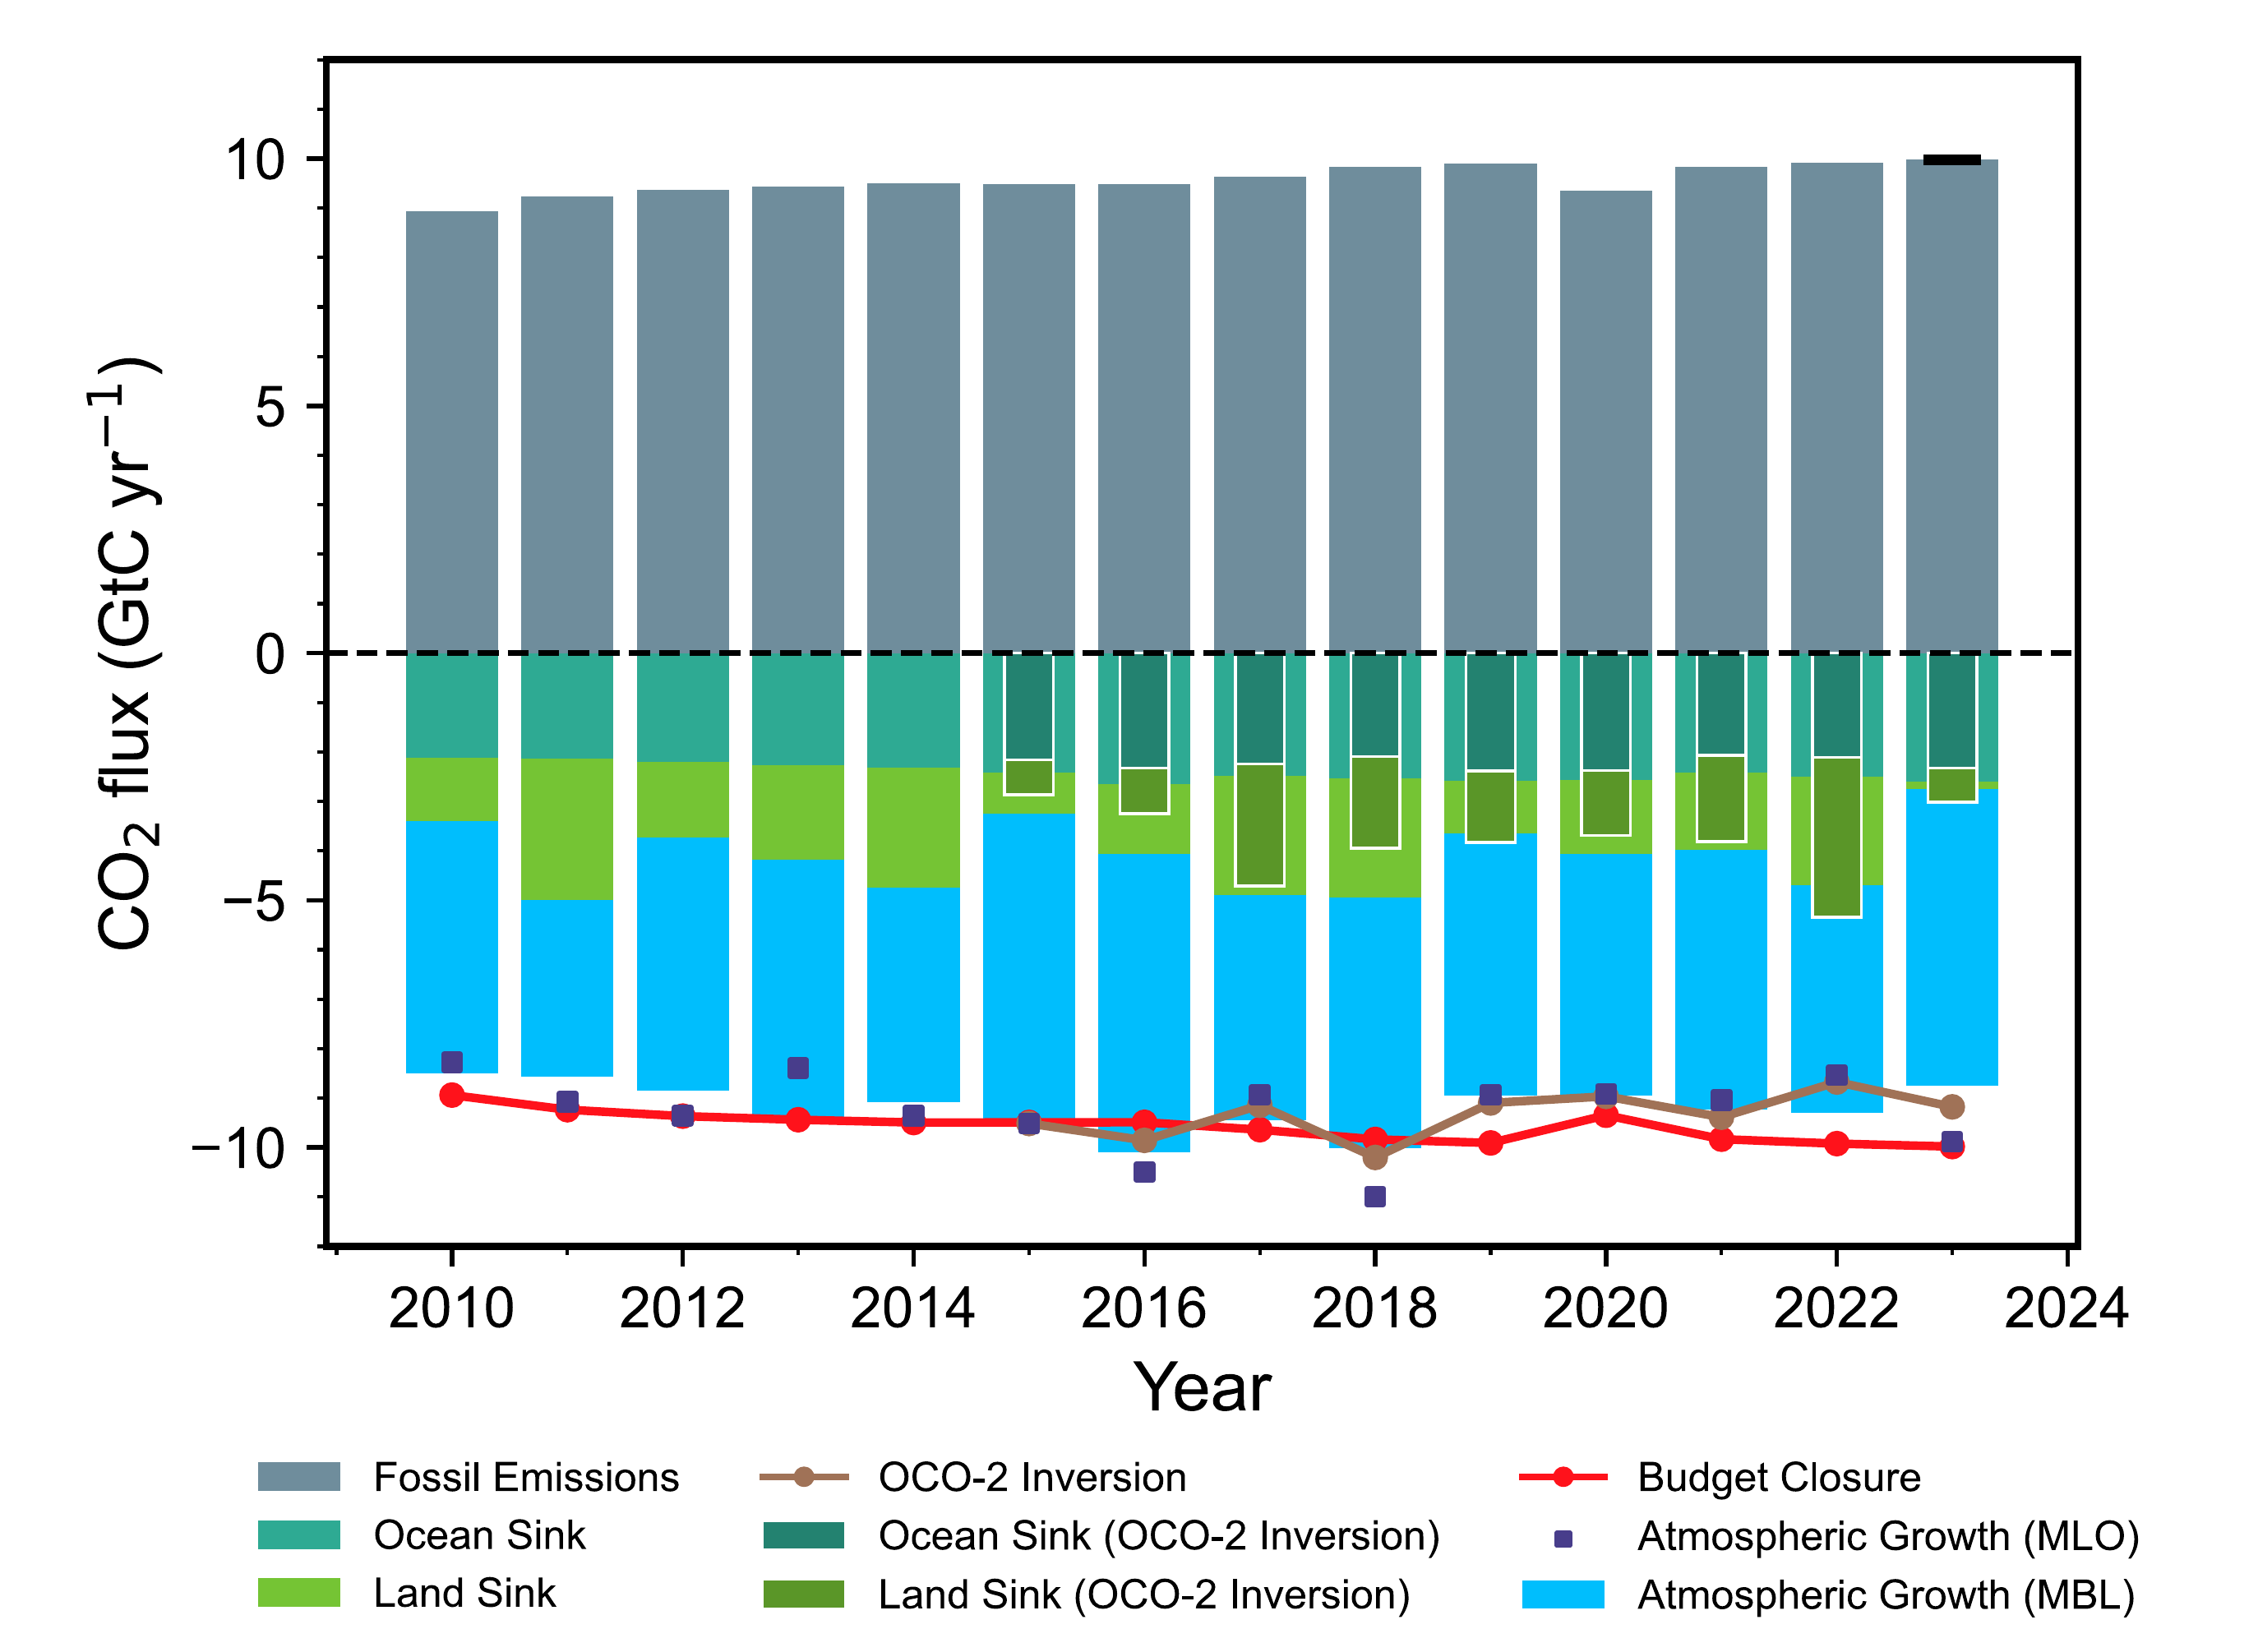 CO₂ flux (GtC yr⁻¹)
10
5
0
−5
−10
2010 2012 2014 2016 2018 2020 2022 2024
Year
Fossil Emissions OCO-2 Inversion Budget Closure
Ocean Sink Ocean Sink (OCO-2 Inversion) Atmospheric Growth (MLO)
Land Sink Land Sink (OCO-2 Inversion) Atmospheric Growth (MBL)